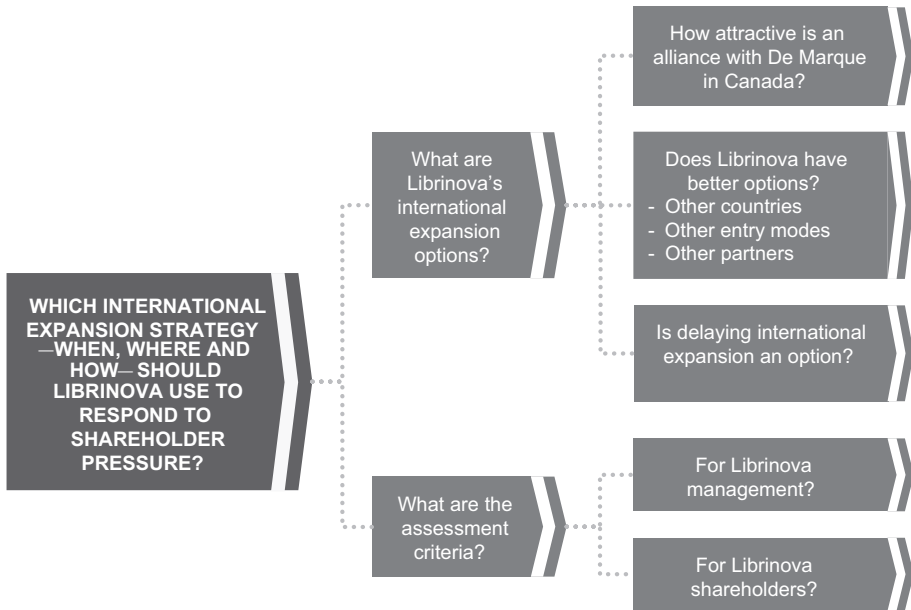 WHICH INTERNATIONAL
EXPANSION STRATEGY
—WHEN, WHERE AND
HOW— SHOULD
LIBRINOVA USE TO
RESPOND TO
SHAREHOLDER
PRESSURE?
What are
Librinova's
international
expansion
options?
How attractive is an
alliance with De Marque
in Canada?
Does Librinova have
better options?
- Other countries
- Other entry modes
- Other partners
Is delaying international
expansion an option?
What are the
assessment
criteria?
For Librinova
management?
For Librinova
shareholders?